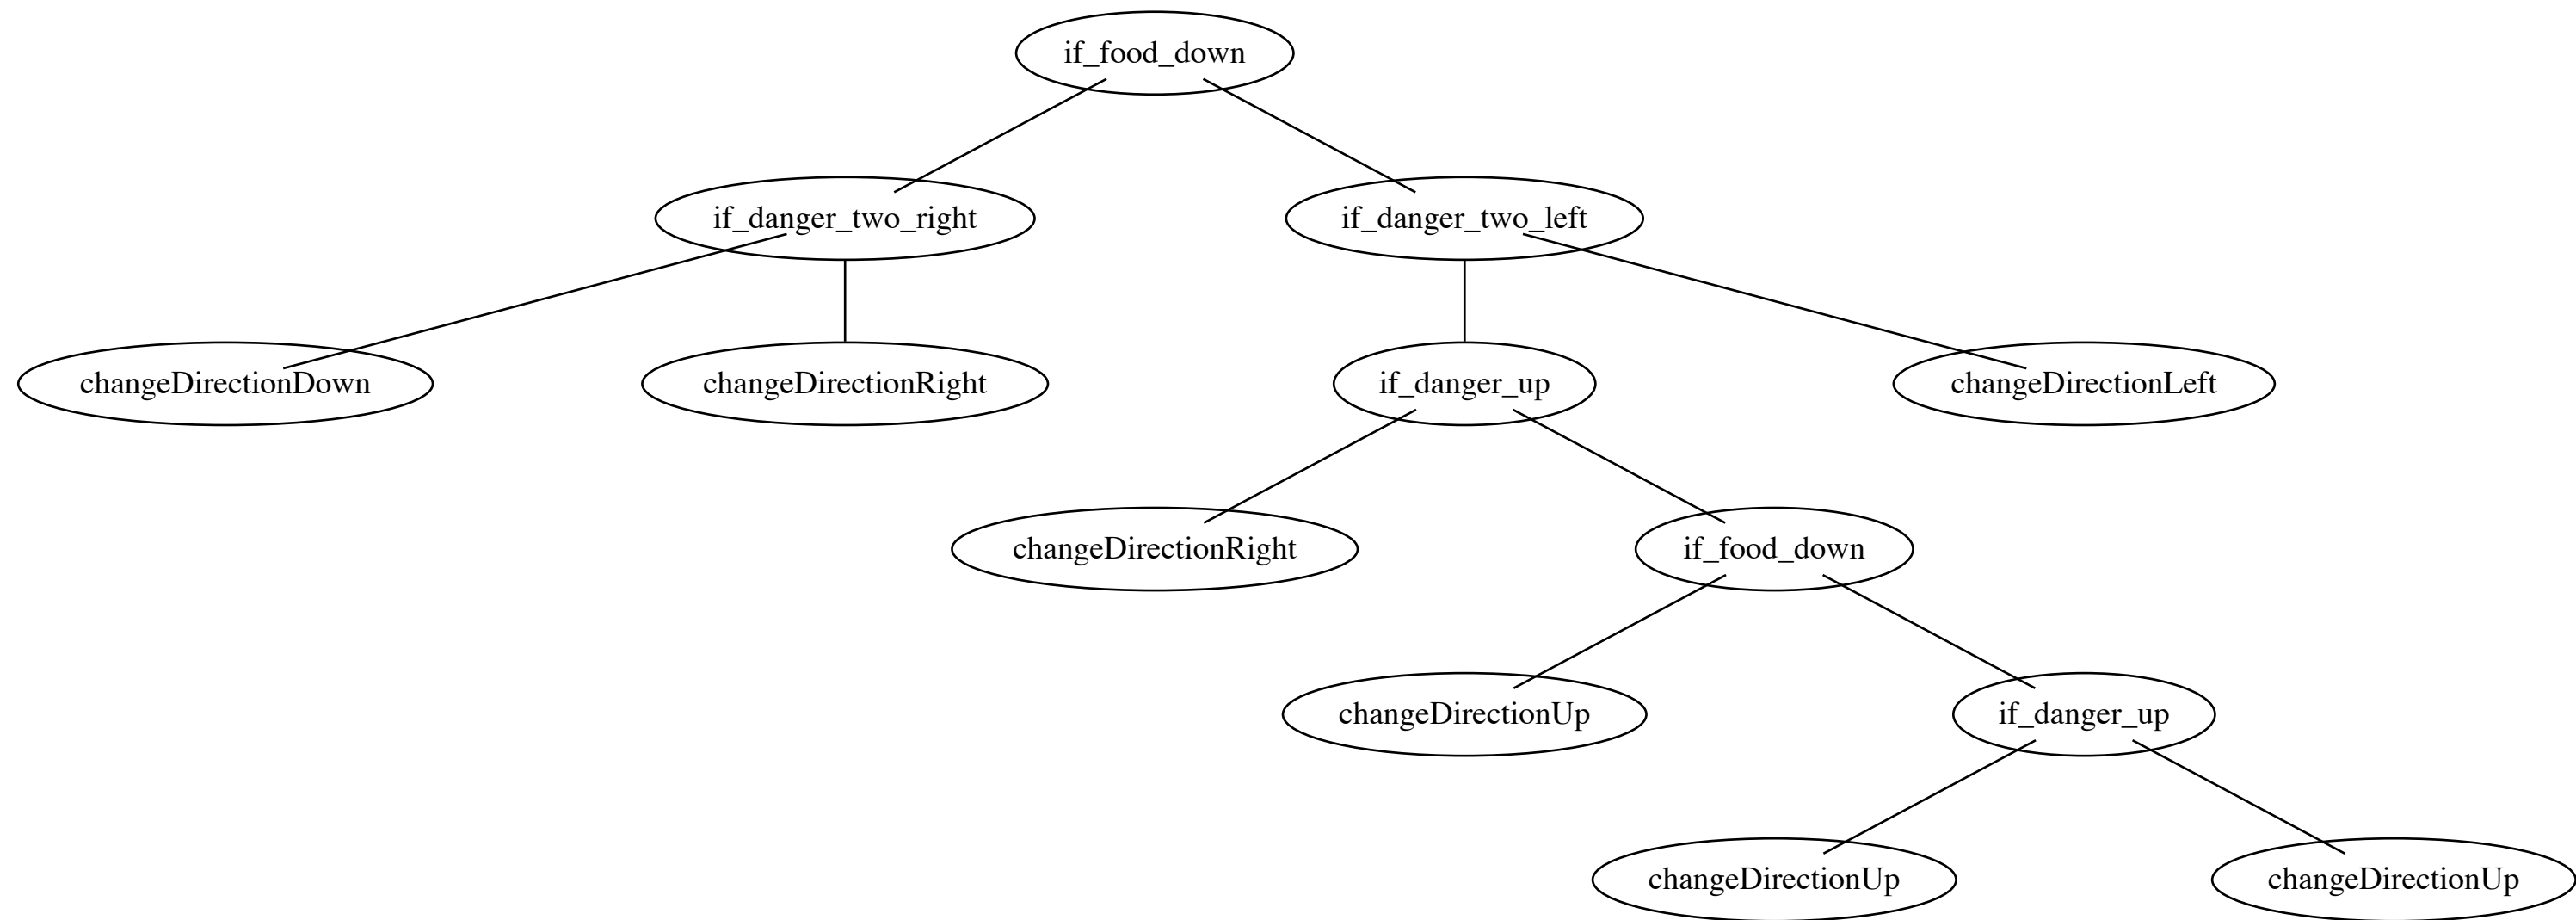 if_food_down
if_danger_two_right
if_danger_two_left
changeDirectionDown
changeDirectionRight
if_danger_up
changeDirectionLeft
changeDirectionRight
if_food_down
changeDirectionUp
if_danger_up
changeDirectionUp
changeDirectionUp